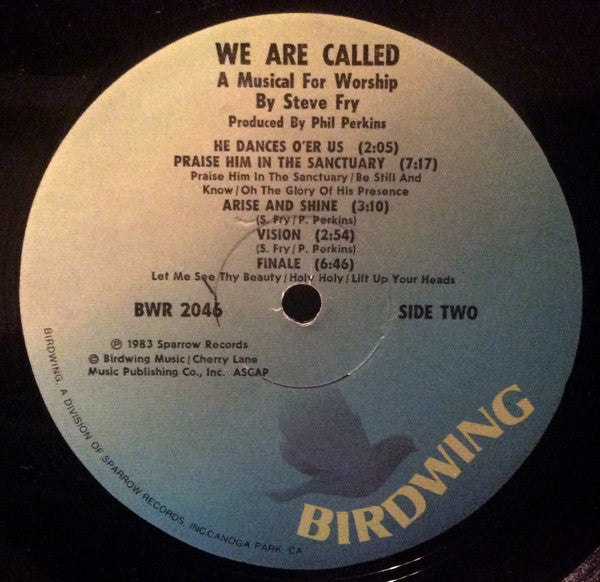 WE ARE CALLED
A Musical For Worship
By Steve Fry
Produced By Phil Perkins
HE DANCES O'ER US (2:05)
PRAISE HIM IN THE SANCTUARY (7:17)
Praise Him In The Sanctuary/Be Still And
Know/Oh The Glory Of His Presence
ARISE AND SHINE (3:10)
(S. Fry/P. Perkins)
VISION (2:54)
(S. Fry/P. Perkins)
FINALE (6:46)
Let Me See Thy Beauty/Holy Holy/Lift Up Your Heads
BWR 2046
SIDE TWO
℗ 1983 Sparrow Records
© Birdwing Music/Cherry Lane
Music Publishing Co., Inc. ASCAP
BIRDWING, A DIVISION OF SPARROW RECORDS, INC.CANOGA PARK, CA
BIRDWING